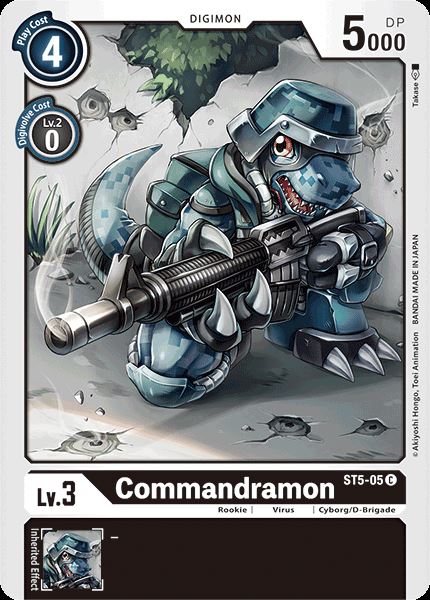 Play Cost
4
DIGIMON
DP
5000
Digivolve Cost
Lv.2
0
Takase
© Akiyoshi Hongo, Toei Animation BANDAI MADE IN JAPAN
ST5-05 C
Lv.3
Commandramon
Rookie | Virus | Cyborg/D-Brigade
Inherited Effect
–